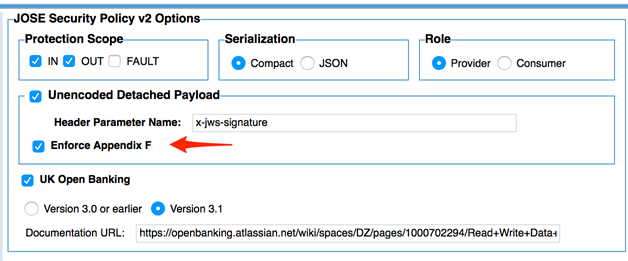 JOSE Security Policy v2 Options
Protection Scope
IN OUT FAULT
Serialization
Compact JSON
Role
Provider Consumer
Unencoded Detached Payload
Header Parameter Name: x-jws-signature
Enforce Appendix F
UK Open Banking
Version 3.0 or earlier Version 3.1
Documentation URL: https://openbanking.atlassian.net/wiki/spaces/DZ/pages/1000702294/Read+Write+Data+